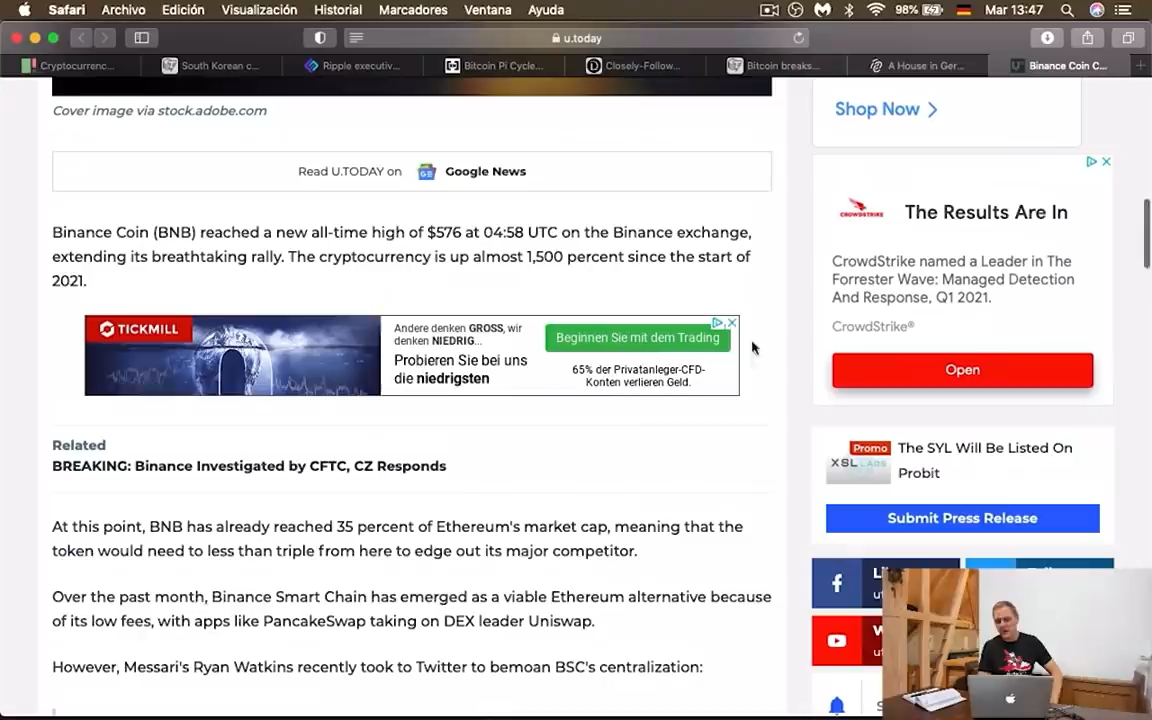 Safari Archivo Edición Visualización Historial Marcadores Ventana Ayuda 98% Mar 13:47
u.today
Cryptocurrenc... South Korean c... Ripple executiv... Bitcoin Pi Cycle... Closely-Follow... Bitcoin breaks... A House in Ger... Binance Coin C...
Cover image via stock.adobe.com
Read U.TODAY on Google News
Binance Coin (BNB) reached a new all-time high of $576 at 04:58 UTC on the Binance exchange,
extending its breathtaking rally. The cryptocurrency is up almost 1,500 percent since the start of
2021.
TICKMILL
Andere denken GROSS, wir
denken NIEDRIG...
Probieren Sie bei uns
die niedrigsten
Beginnen Sie mit dem Trading
65% der Privatanleger-CFD-
Konten verlieren Geld.
Related
BREAKING: Binance Investigated by CFTC, CZ Responds
At this point, BNB has already reached 35 percent of Ethereum's market cap, meaning that the
token would need to less than triple from here to edge out its major competitor.
Over the past month, Binance Smart Chain has emerged as a viable Ethereum alternative because
of its low fees, with apps like PancakeSwap taking on DEX leader Uniswap.
However, Messari's Ryan Watkins recently took to Twitter to bemoan BSC's centralization:
Shop Now
CROWDSTRIKE
The Results Are In
CrowdStrike named a Leader in The
Forrester Wave: Managed Detection
And Response, Q1 2021.
CrowdStrike®
Open
Promo
XSL LABS
The SYL Will Be Listed On
Probit
Submit Press Release